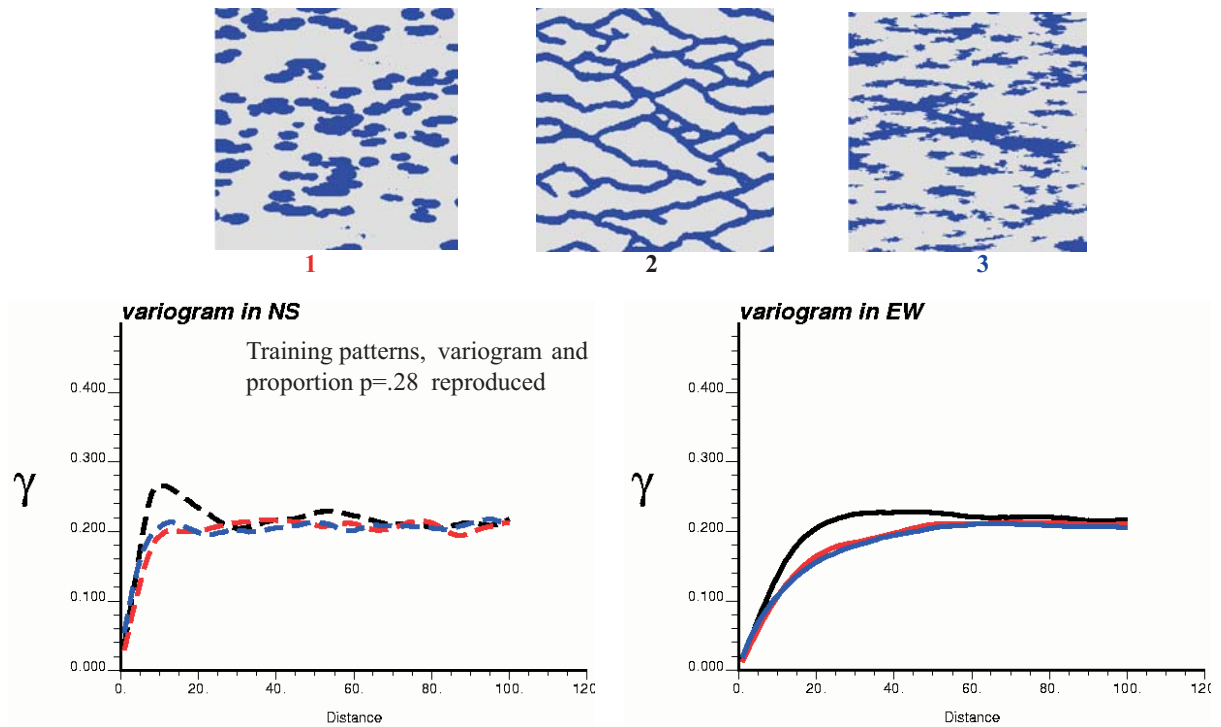 1 2 3
variogram in NS
Training patterns, variogram and
proportion p=.28 reproduced
γ
0.400
0.300
0.200
0.100
0.000
0. 20. 40. 60. 80. 100. 120
Distance
variogram in EW
γ
0.400
0.300
0.200
0.100
0.000
0. 20. 40. 60. 80. 100. 120
Distance